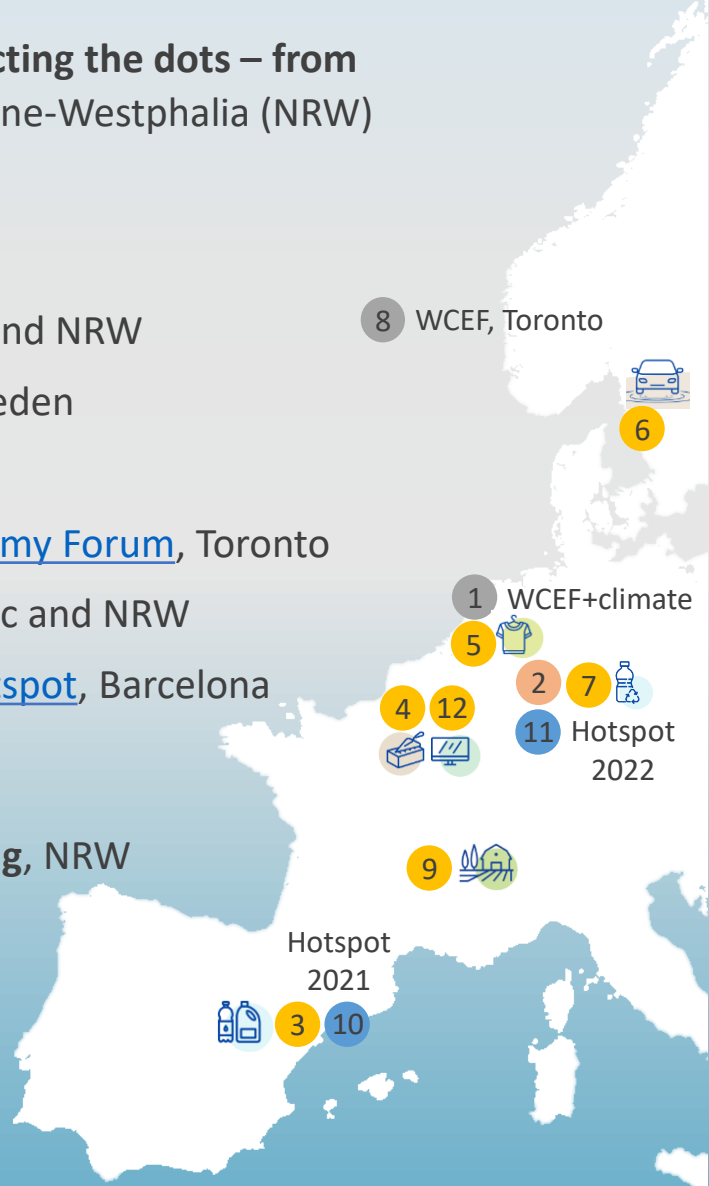 cting the dots – from
ne-Westphalia (NRW)
nd NRW
8 WCEF, Toronto
eden
6
my Forum, Toronto
1 WCEF+climate
c and NRW
5
2 7
tspot, Barcelona
4 12
11 Hotspot
2022
g, NRW
9
Hotspot
2021
3 10